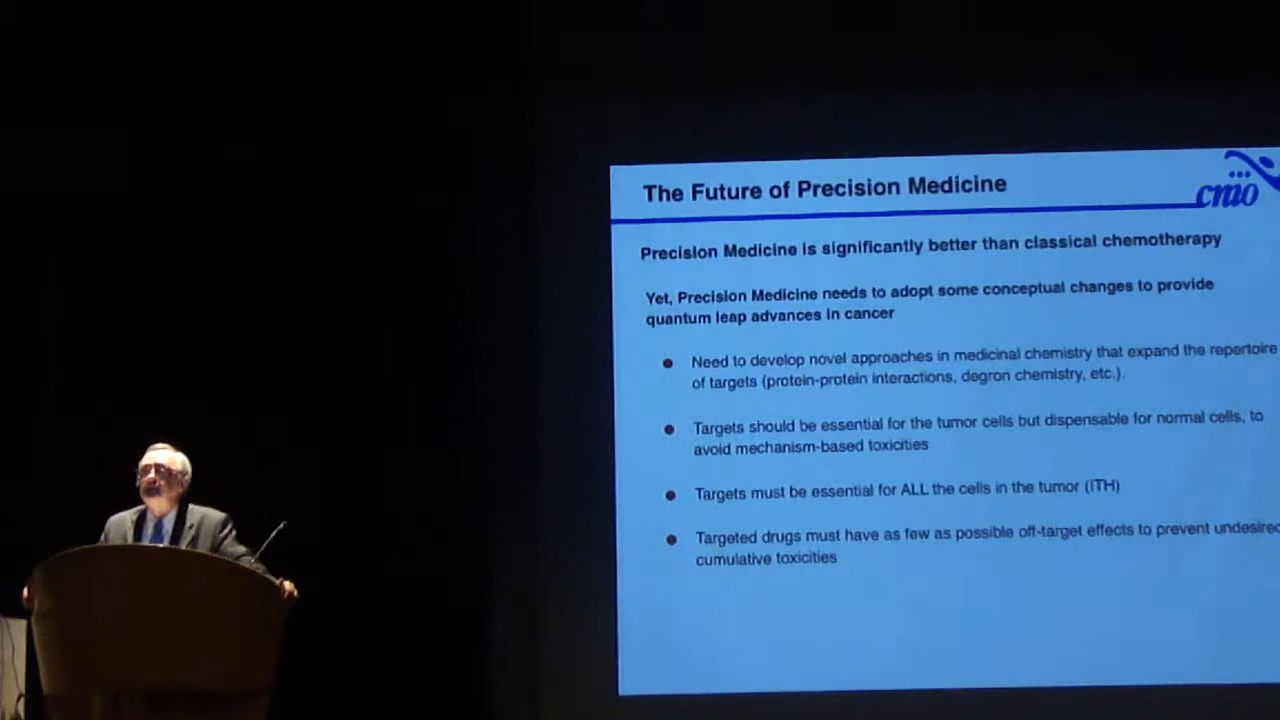 The Future of Precision Medicine
cnio
Precision Medicine is significantly better than classical chemotherapy
Yet, Precision Medicine needs to adopt some conceptual changes to provide
quantum leap advances in cancer
Need to develop novel approaches in medicinal chemistry that expand the repertoire
of targets (protein-protein interactions, degron chemistry, etc.).
Targets should be essential for the tumor cells but dispensable for normal cells, to
avoid mechanism-based toxicities
Targets must be essential for ALL the cells in the tumor (ITH)
Targeted drugs must have as few as possible off-target effects to prevent undesired
cumulative toxicities